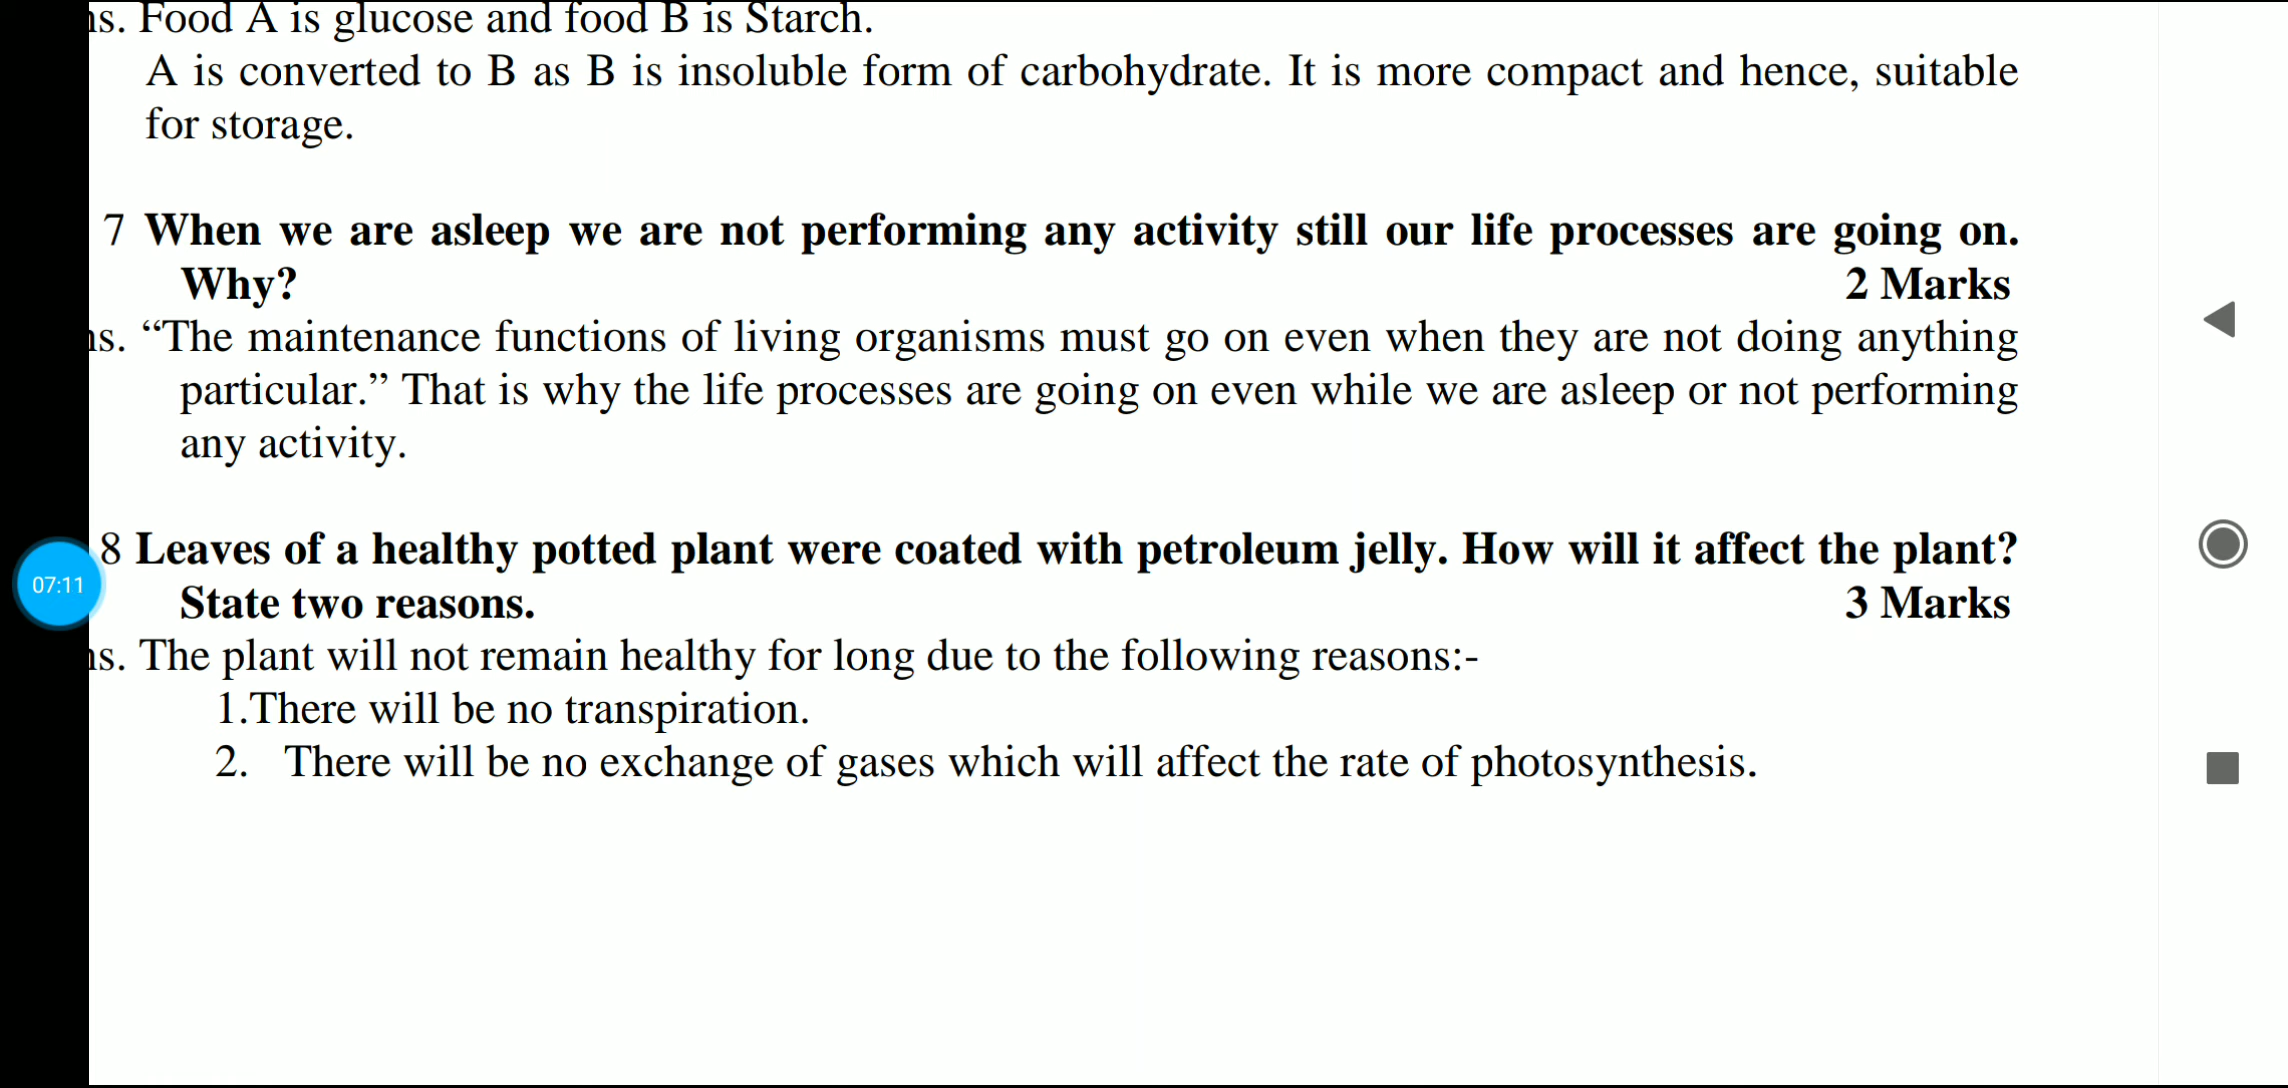 ns. Food A is glucose and food B is Starch.
A is converted to B as B is insoluble form of carbohydrate. It is more compact and hence, suitable
for storage.
7 When we are asleep we are not performing any activity still our life processes are going on.
Why? 2 Marks
ns. “The maintenance functions of living organisms must go on even when they are not doing anything
particular.” That is why the life processes are going on even while we are asleep or not performing
any activity.
8 Leaves of a healthy potted plant were coated with petroleum jelly. How will it affect the plant?
07:11
State two reasons. 3 Marks
ns. The plant will not remain healthy for long due to the following reasons:-
1.There will be no transpiration.
2. There will be no exchange of gases which will affect the rate of photosynthesis.